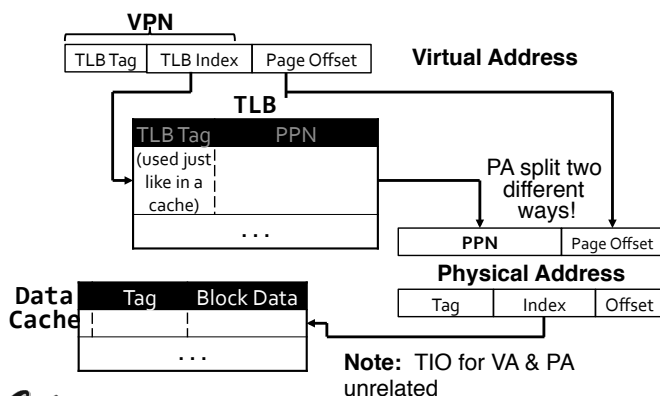 VPN
TLB Tag TLB Index Page Offset Virtual Address
TLB
TLB Tag PPN
(used just
like in a
cache)
. . .
PA split two
different
ways!
PPN Page Offset
Physical Address
Tag Index Offset
Data
Cache
Tag Block Data
. . .
Note: TIO for VA & PA
unrelated